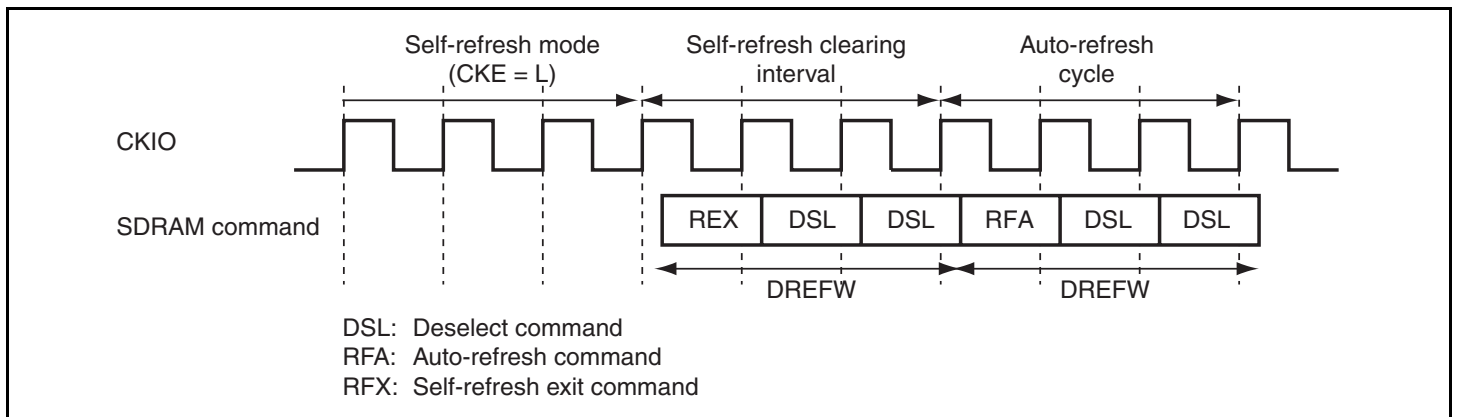 Self-refresh mode
(CKE = L)
Self-refresh clearing
interval
Auto-refresh
cycle
CKIO
SDRAM command
REX DSL DSL RFA DSL DSL
DREFW DREFW
DSL: Deselect command
RFA: Auto-refresh command
RFX: Self-refresh exit command